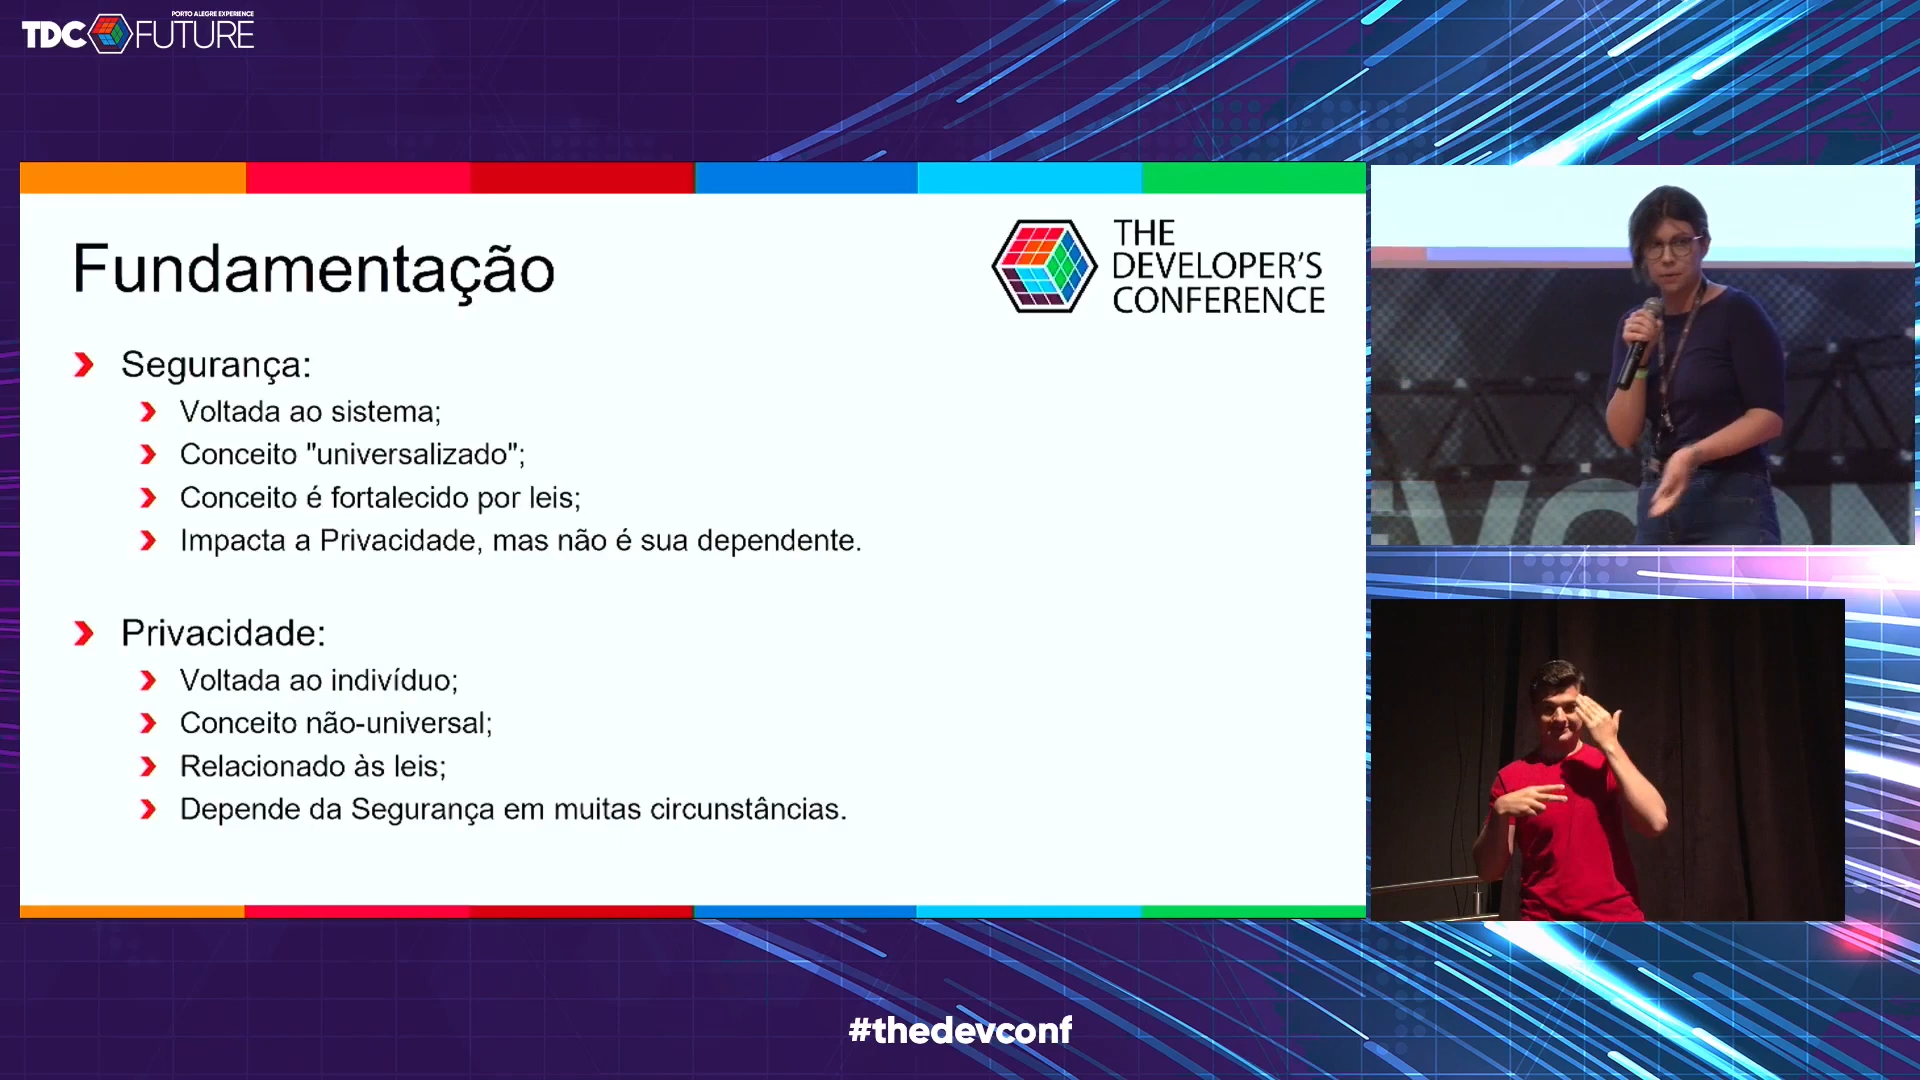 PORTO ALEGRE EXPERIENCE
TDC FUTURE
Fundamentação
THE
DEVELOPER'S
CONFERENCE
Segurança:
Voltada ao sistema;
Conceito "universalizado";
Conceito é fortalecido por leis;
Impacta a Privacidade, mas não é sua dependente.
Privacidade:
Voltada ao indivíduo;
Conceito não-universal;
Relacionado às leis;
Depende da Segurança em muitas circunstâncias.
#thedevconf